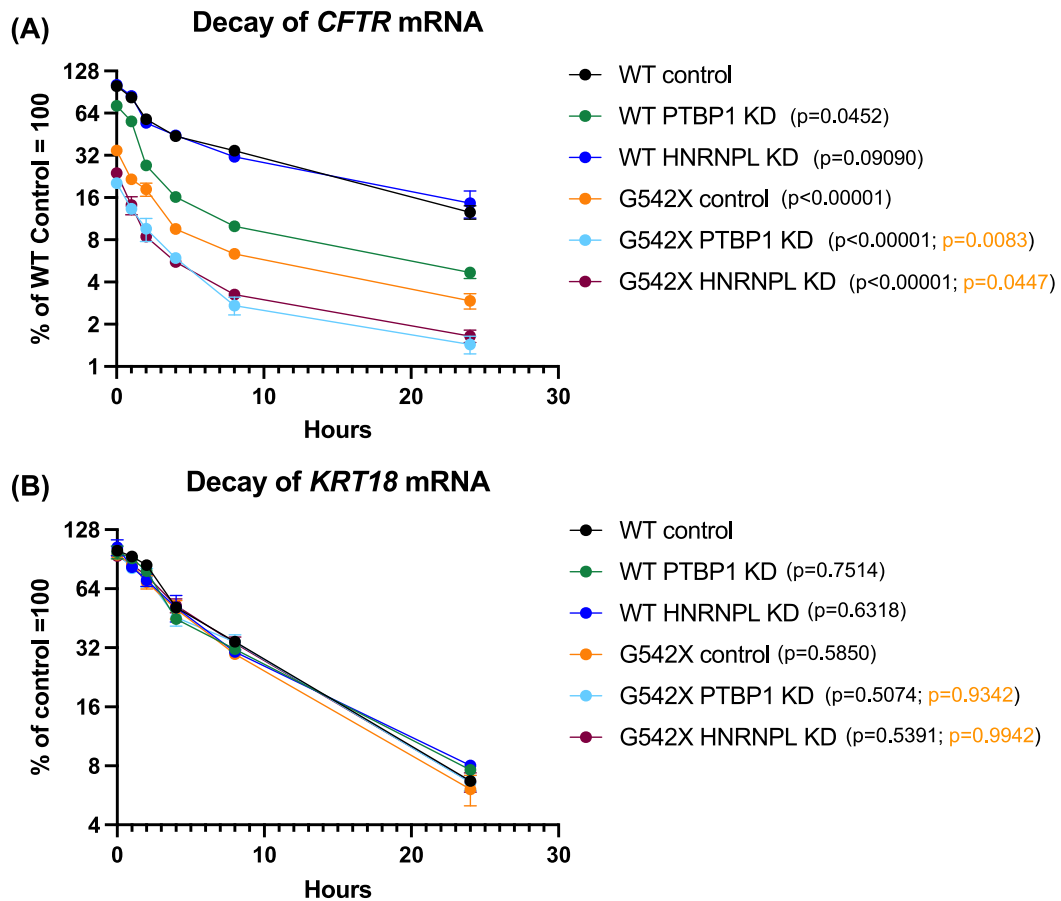 (A)
Decay of CFTR mRNA
% of WT Control = 100
128
64
32
16
8
4
2
1
0
10
20
30
Hours
WT control
WT PTBP1 KD (p=0.0452)
WT HNRNPL KD (p=0.09090)
G542X control (p<0.00001)
G542X PTBP1 KD (p<0.00001; p=0.0083)
G542X HNRNPL KD (p<0.00001; p=0.0447)
(B)
Decay of KRT18 mRNA
% of control =100
128
64
32
16
8
4
0
10
20
30
Hours
WT control
WT PTBP1 KD (p=0.7514)
WT HNRNPL KD (p=0.6318)
G542X control (p=0.5850)
G542X PTBP1 KD (p=0.5074; p=0.9342)
G542X HNRNPL KD (p=0.5391; p=0.9942)